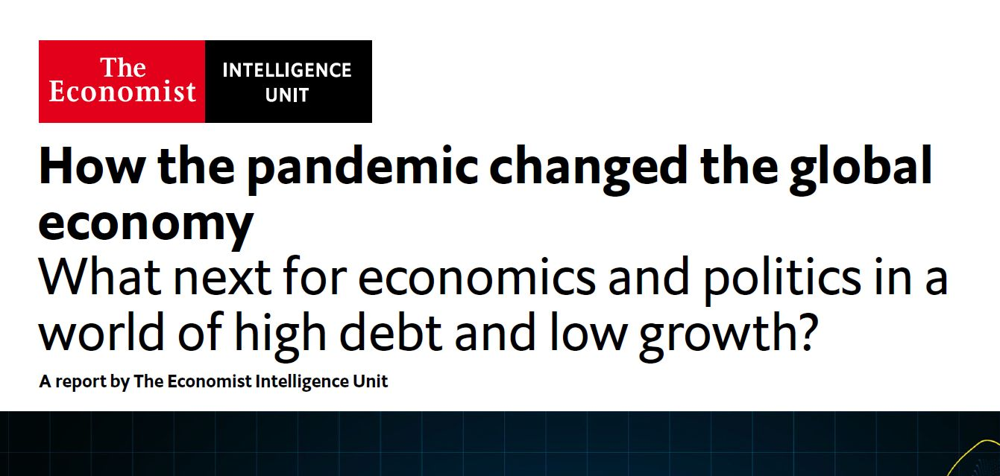 The
Economist
INTELLIGENCE
UNIT
How the pandemic changed the global
economy
What next for economics and politics in a
world of high debt and low growth?
A report by The Economist Intelligence Unit